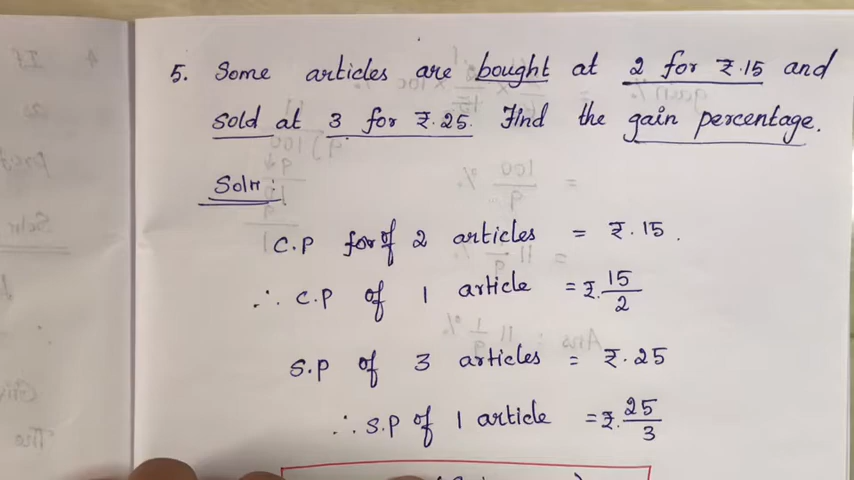 5. Some articles are bought at 2 for ₹.15 and
sold at 3 for ₹.25. Find the gain percentage.
Soln:
C.P for of 2 articles = ₹.15.
∴ C.P of 1 article = ₹.15/2
S.P of 3 articles = ₹.25
∴ S.P of 1 article = ₹.25/3